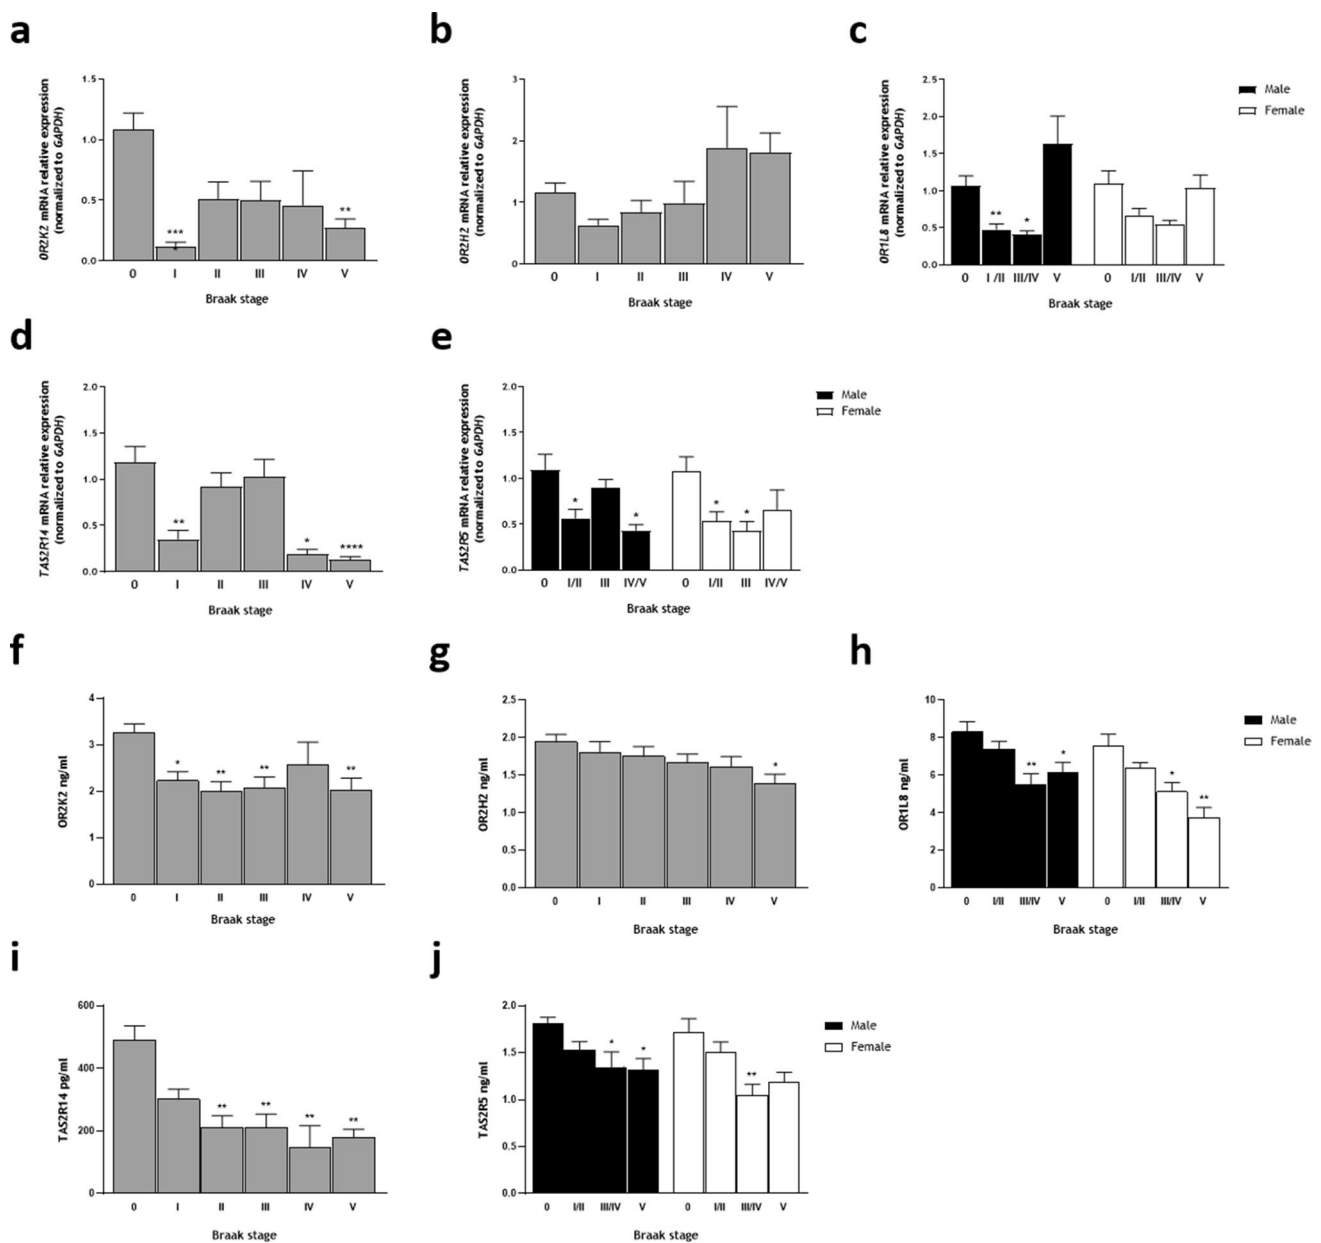 a
OR2K2 mRNA relative expression
(normalized to GAPDH)
1.5
1.0
0.5
0.0
***
*
**
0 I II III IV V
Braak stage
b
OR2H2 mRNA relative expression
(normalized to GAPDH)
3
2
1
0
0 I II III IV V
Braak stage
c
OR1L8 mRNA relative expression
(normalized to GAPDH)
2.5
2.0
1.5
1.0
0.5
0.0
** *
0 I /II III/IV V 0 I/II III/IV V
Braak stage
Male
Female
d
TAS2R14 mRNA relative expression
(normalized to GAPDH)
2.0
1.5
1.0
0.5
0.0
** * ****
0 I II III IV V
Braak stage
e
TAS2R5 mRNA relative expression
(normalized to GAPDH)
2.0
1.5
1.0
0.5
0.0
* * * *
0 I/II III IV/V 0 I/II III IV/V
Braak stage
Male
Female
f
OR2K2 ng/ml
4
3
2
1
0
* ** ** **
0 I II III IV V
Braak stage
g
OR2H2 ng/ml
2.5
2.0
1.5
1.0
0.5
0.0
*
0 I II III IV V
Braak stage
h
OR1L8 ng/ml
10
8
6
4
2
0
** * * **
0 I/II III/IV V 0 I/II III/IV V
Braak stage
Male
Female
i
TAS2R14 pg/ml
600
400
200
0
** ** ** **
0 I II III IV V
Braak stage
j
TAS2R5 ng/ml
2.0
1.5
1.0
0.5
0.0
* * **
0 I/II III/IV V 0 I/II III/IV V
Braak stage
Male
Female